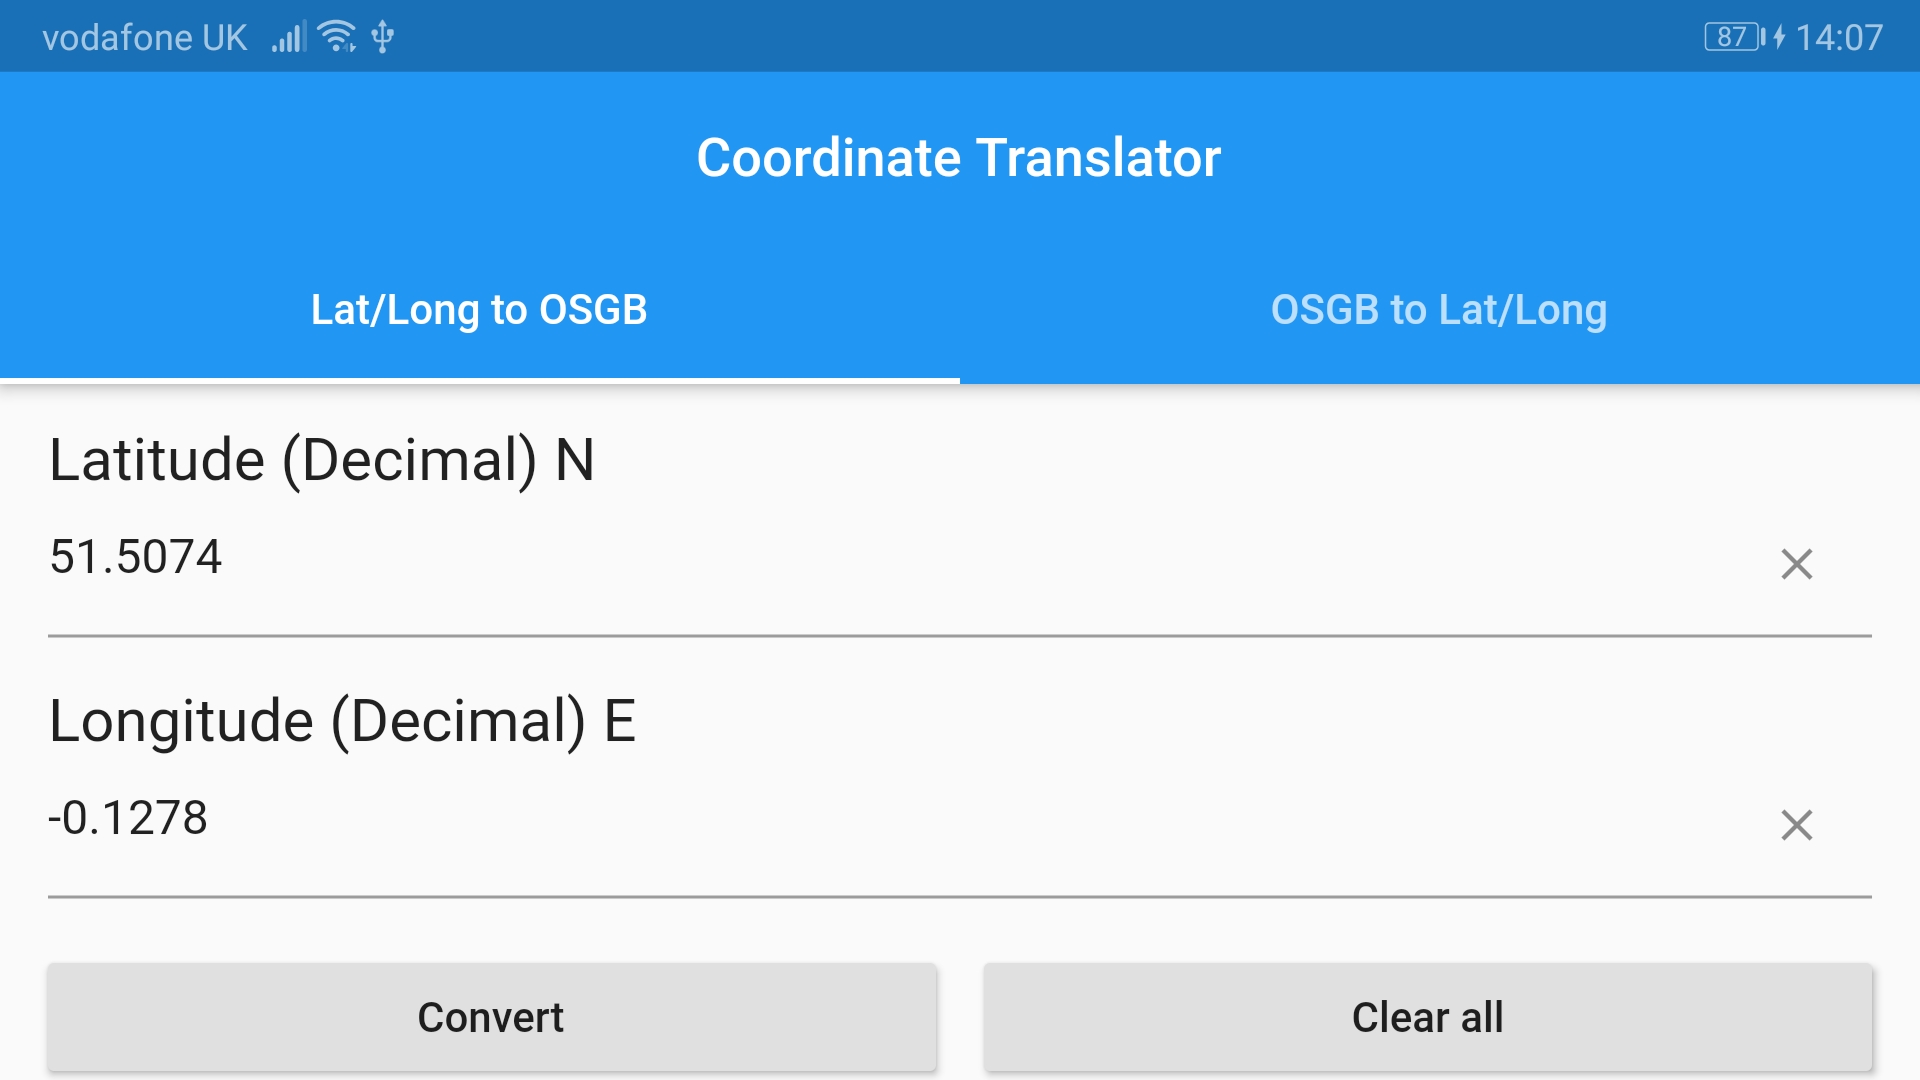 vodafone UK 87 14:07
Coordinate Translator
Lat/Long to OSGB OSGB to Lat/Long
Latitude (Decimal) N
51.5074
Longitude (Decimal) E
-0.1278
Convert Clear all